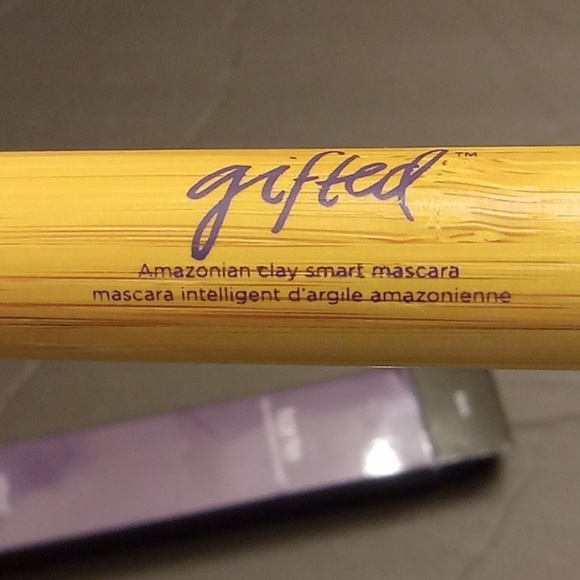 gifted™
Amazonian clay smart mascara
mascara intelligent d'argile amazonienne